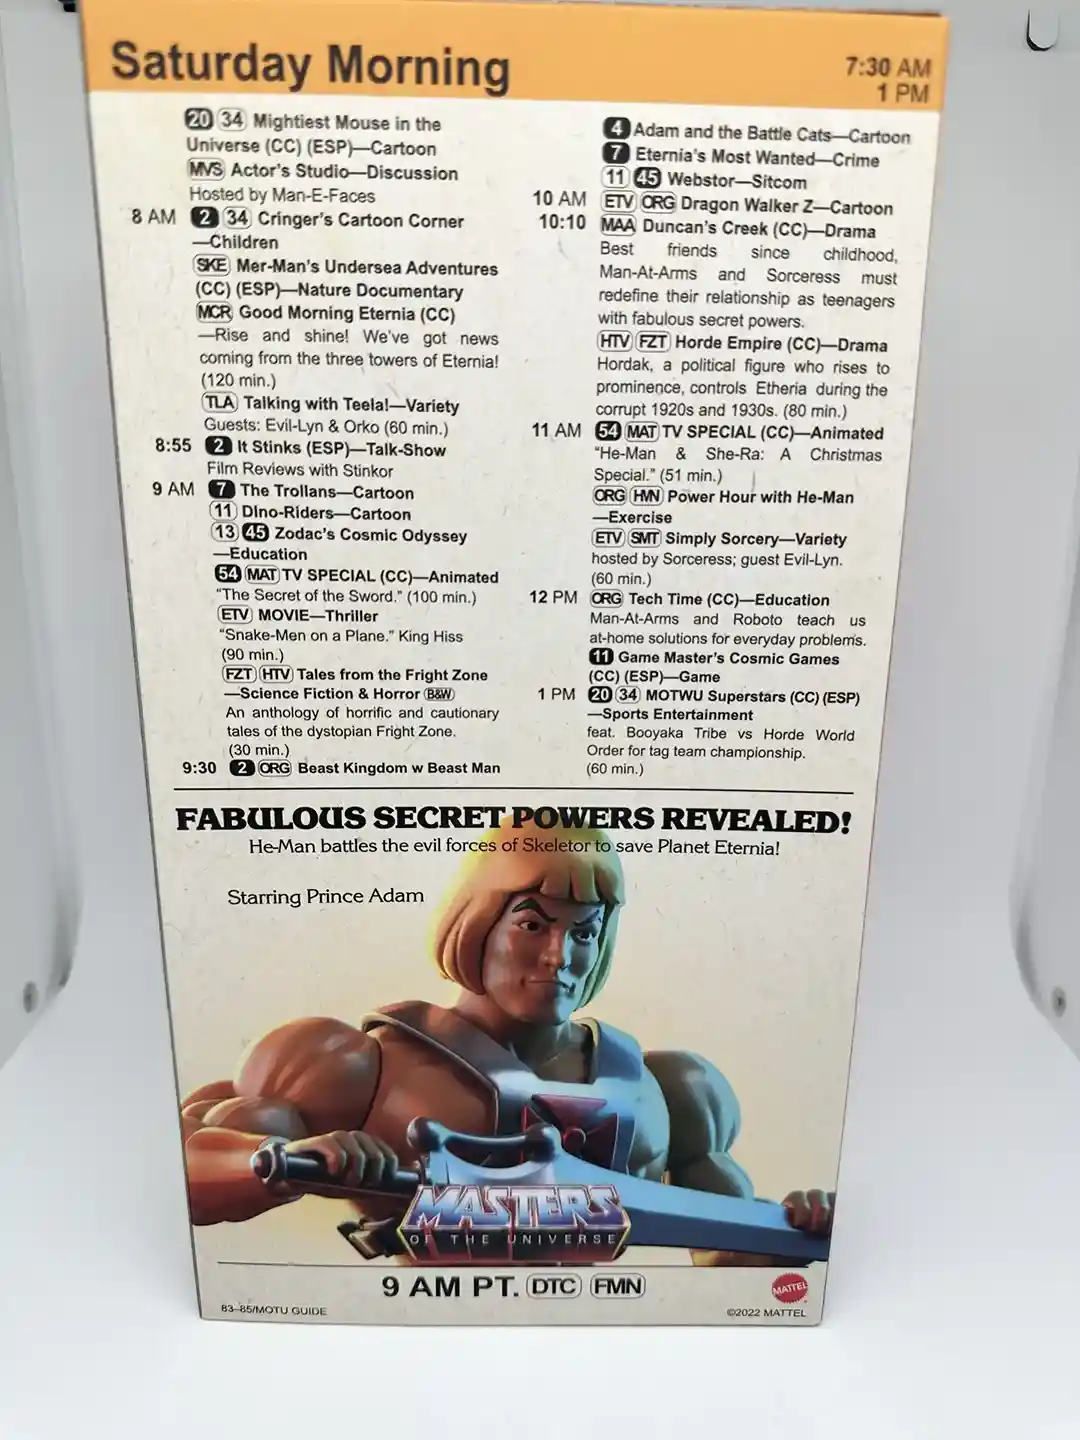 Saturday Morning
7:30 AM
1 PM
20 34 Mightiest Mouse in the
Universe (CC) (ESP)—Cartoon
MVS Actor's Studio—Discussion
Hosted by Man-E-Faces
8 AM 2 34 Cringer's Cartoon Corner
—Children
SKE Mer-Man's Undersea Adventures
(CC) (ESP)—Nature Documentary
MCR Good Morning Eternia (CC)
—Rise and shine! We've got news
coming from the three towers of Eternia!
(120 min.)
TLA Talking with Teela!—Variety
Guests: Evil-Lyn & Orko (60 min.)
8:55 2 It Stinks (ESP)—Talk-Show
Film Reviews with Stinkor
9 AM 7 The Trollans—Cartoon
11 DIno-Riders—Cartoon
13 45 Zodac's Cosmic Odyssey
—Education
54 MAT TV SPECIAL (CC)—Animated
"The Secret of the Sword." (100 min.)
ETV MOVIE—Thriller
"Snake-Men on a Plane." King Hiss
(90 min.)
FZT HTV Tales from the Fright Zone
—Science Fiction & Horror B&W
An anthology of horrific and cautionary
tales of the dystopian Fright Zone.
(30 min.)
9:30 2 ORG Beast Kingdom w Beast Man
4 Adam and the Battle Cats—Cartoon
7 Eternia's Most Wanted—Crime
11 45 Webstor—Sitcom
10 AM ETV ORG Dragon Walker Z—Cartoon
10:10 MAA Duncan's Creek (CC)—Drama
Best friends since childhood,
Man-At-Arms and Sorceress must
redefine their relationship as teenagers
with fabulous secret powers.
HTV FZT Horde Empire (CC)—Drama
Hordak, a political figure who rises to
prominence, controls Etheria during the
corrupt 1920s and 1930s. (80 min.)
11 AM 54 MAT TV SPECIAL (CC)—Animated
"He-Man & She-Ra: A Christmas
Special." (51 min.)
ORG HVN Power Hour with He-Man
—Exercise
ETV SMT Simply Sorcery—Variety
hosted by Sorceress; guest Evil-Lyn.
(60 min.)
12 PM ORG Tech Time (CC)—Education
Man-At-Arms and Roboto teach us
at-home solutions for everyday problems.
11 Game Master's Cosmic Games
(CC) (ESP)—Game
1 PM 20 34 MOTWU Superstars (CC) (ESP)
—Sports Entertainment
feat. Booyaka Tribe vs Horde World
Order for tag team championship.
(60 min.)
FABULOUS SECRET POWERS REVEALED!
He-Man battles the evil forces of Skeletor to save Planet Eternia!
Starring Prince Adam
MASTERS
OF THE UNIVERSE
9 AM PT. DTC FMN
MATTEL
83–85/MOTU GUIDE
©2022 MATTEL